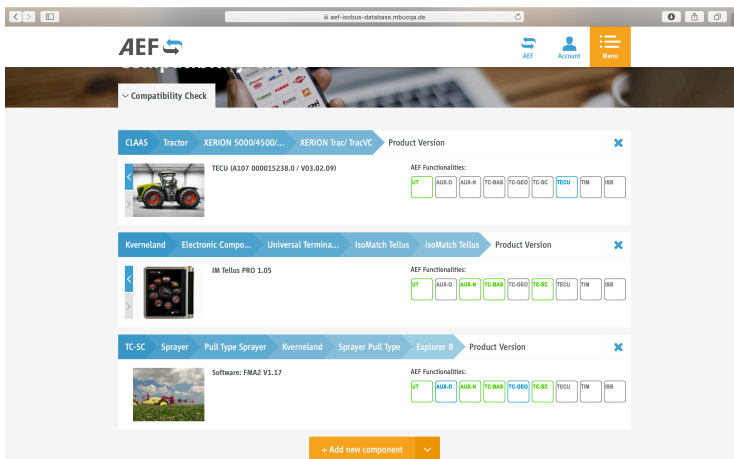 aef-isobus-database.mbucqa.de
AEF
AEF
Account
Menu
Compatibility Check
CLAAS Tractor XERION 5000/4500/... XERION Trac/ TracVC Product Version
TECU (A107 000015238.0 / V03.02.09)
AEF Functionalities:
UT AUX-O AUX-N TC-BAS TC-GEO TC-SC TECU TIM ISB
Kverneland Electronic Compo... Universal Termina... IsoMatch Tellus IsoMatch Tellus Product Version
IM Tellus PRO 1.05
AEF Functionalities:
UT AUX-O AUX-N TC-BAS TC-GEO TC-SC TECU TIM ISB
TC-SC Sprayer Pull Type Sprayer Kverneland Sprayer Pull Type Explorer B Product Version
Software: FMA2 V1.17
AEF Functionalities:
UT AUX-O AUX-N TC-BAS TC-GEO TC-SC TECU TIM ISB
+ Add new component